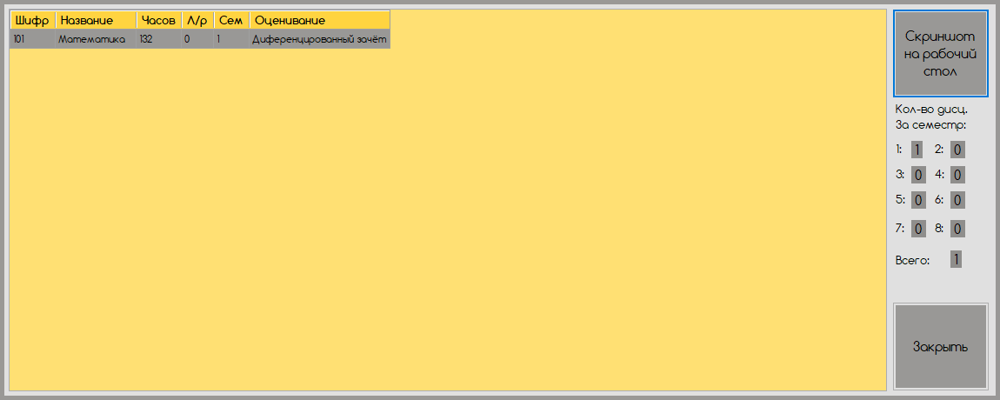 Шифр Название Часов Л/р Сем Оценивание
101 Математика 132 0 1 Диференцированный зачёт
Скриншот
на рабочий
стол
Кол-во дисц.
За семестр:
1: 1 2: 0
3: 0 4: 0
5: 0 6: 0
7: 0 8: 0
Всего: 1
Закрыть